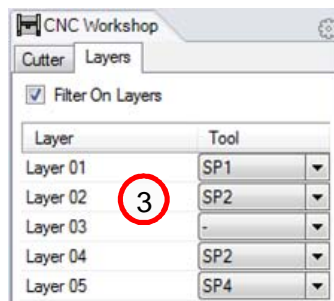 CNC Workshop
Cutter Layers
Filter On Layers
Layer Tool
Layer 01 SP1
Layer 02 SP2
3
Layer 03 -
Layer 04 SP2
Layer 05 SP4